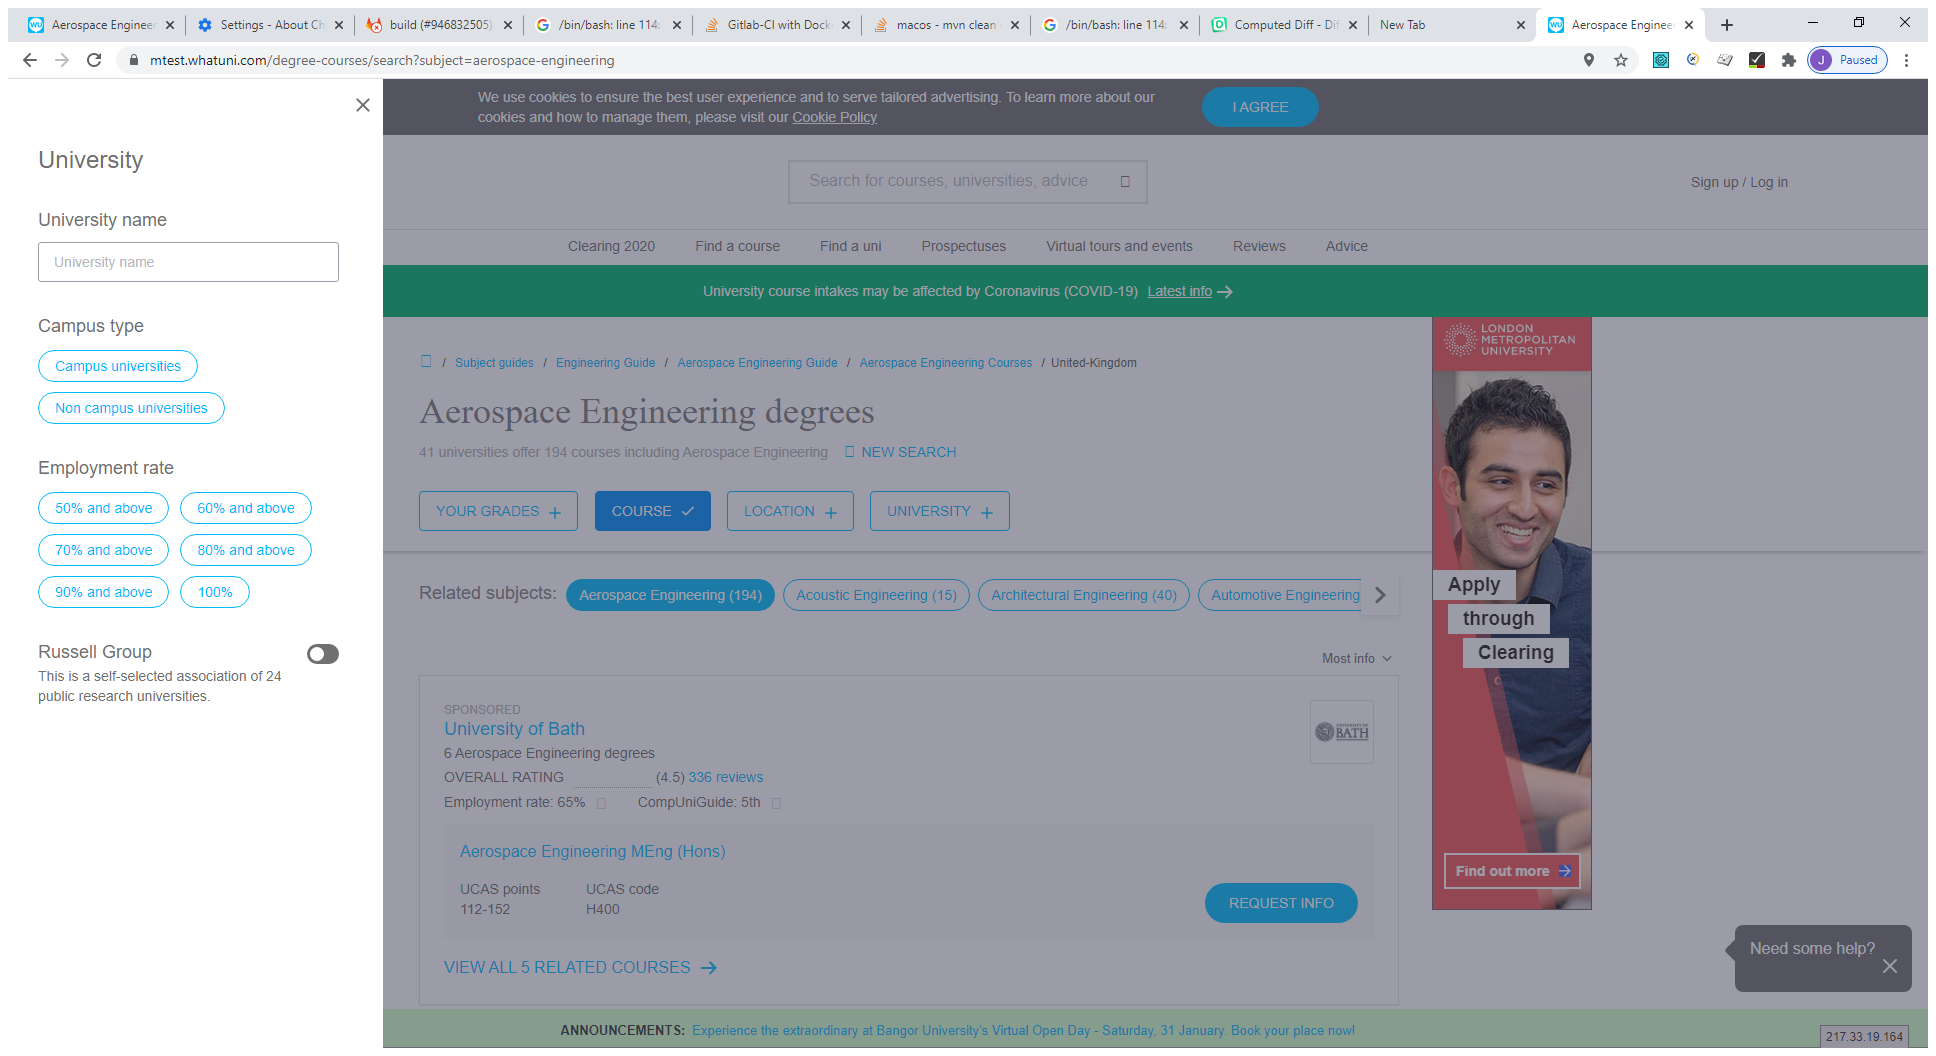 Aerospace Engineer
Settings - About Ch
build (#946832505)
/bin/bash: line 114:
Gitlab-CI with Dock
macos - mvn clean
/bin/bash: line 114:
Computed Diff - Dif
New Tab
Aerospace Enginee
mtest.whatuni.com/degree-courses/search?subject=aerospace-engineering
J Paused
We use cookies to ensure the best user experience and to serve tailored advertising. To learn more about our
cookies and how to manage them, please visit our Cookie Policy
I AGREE
University
University name
University name
Campus type
Campus universities
Non campus universities
Employment rate
50% and above 60% and above
70% and above 80% and above
90% and above 100%
Russell Group
This is a self-selected association of 24
public research universities.
Search for courses, universities, advice
Sign up / Log in
Clearing 2020 Find a course Find a uni Prospectuses Virtual tours and events Reviews Advice
University course intakes may be affected by Coronavirus (COVID-19) Latest info
/ Subject guides / Engineering Guide / Aerospace Engineering Guide / Aerospace Engineering Courses / United-Kingdom
Aerospace Engineering degrees
41 universities offer 194 courses including Aerospace Engineering NEW SEARCH
YOUR GRADES COURSE LOCATION UNIVERSITY
Related subjects: Aerospace Engineering (194) Acoustic Engineering (15) Architectural Engineering (40) Automotive Engineering
Most info
SPONSORED
University of Bath
6 Aerospace Engineering degrees
OVERALL RATING (4.5) 336 reviews
Employment rate: 65% CompUniGuide: 5th
UNIVERSITY OF
BATH
Aerospace Engineering MEng (Hons)
UCAS points UCAS code
112-152 H400
REQUEST INFO
VIEW ALL 5 RELATED COURSES
LONDON
METROPOLITAN
UNIVERSITY
Apply
through
Clearing
Find out more
Need some help?
ANNOUNCEMENTS: Experience the extraordinary at Bangor University's Virtual Open Day - Saturday, 31 January. Book your place now!
217.33.19.164